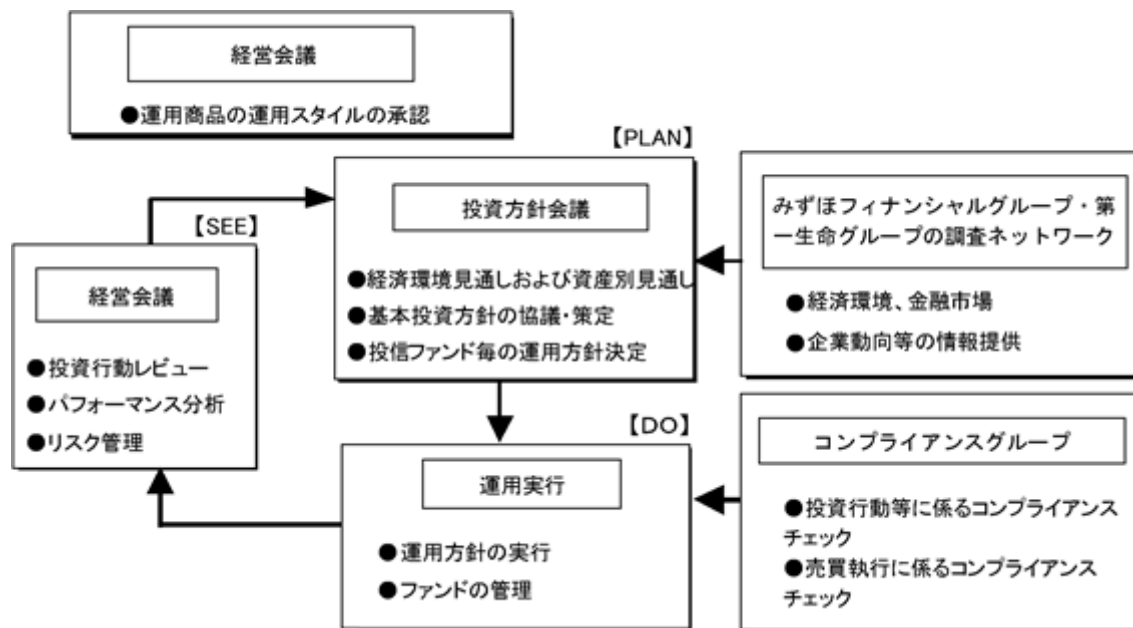 経営会議
●運用商品の運用スタイルの承認
【PLAN】
投資方針会議
●経済環境見通しおよび資産別見通し
●基本投資方針の協議・策定
●投信ファンド毎の運用方針決定
みずほフィナンシャルグループ・第
一生命グループの調査ネットワーク
●経済環境、金融市場
●企業動向等の情報提供
【SEE】
経営会議
●投資行動レビュー
●パフォーマンス分析
●リスク管理
【DO】
運用実行
●運用方針の実行
●ファンドの管理
コンプライアンスグループ
●投資行動等に係るコンプライアンス
チェック
●売買執行に係るコンプライアンス
チェック